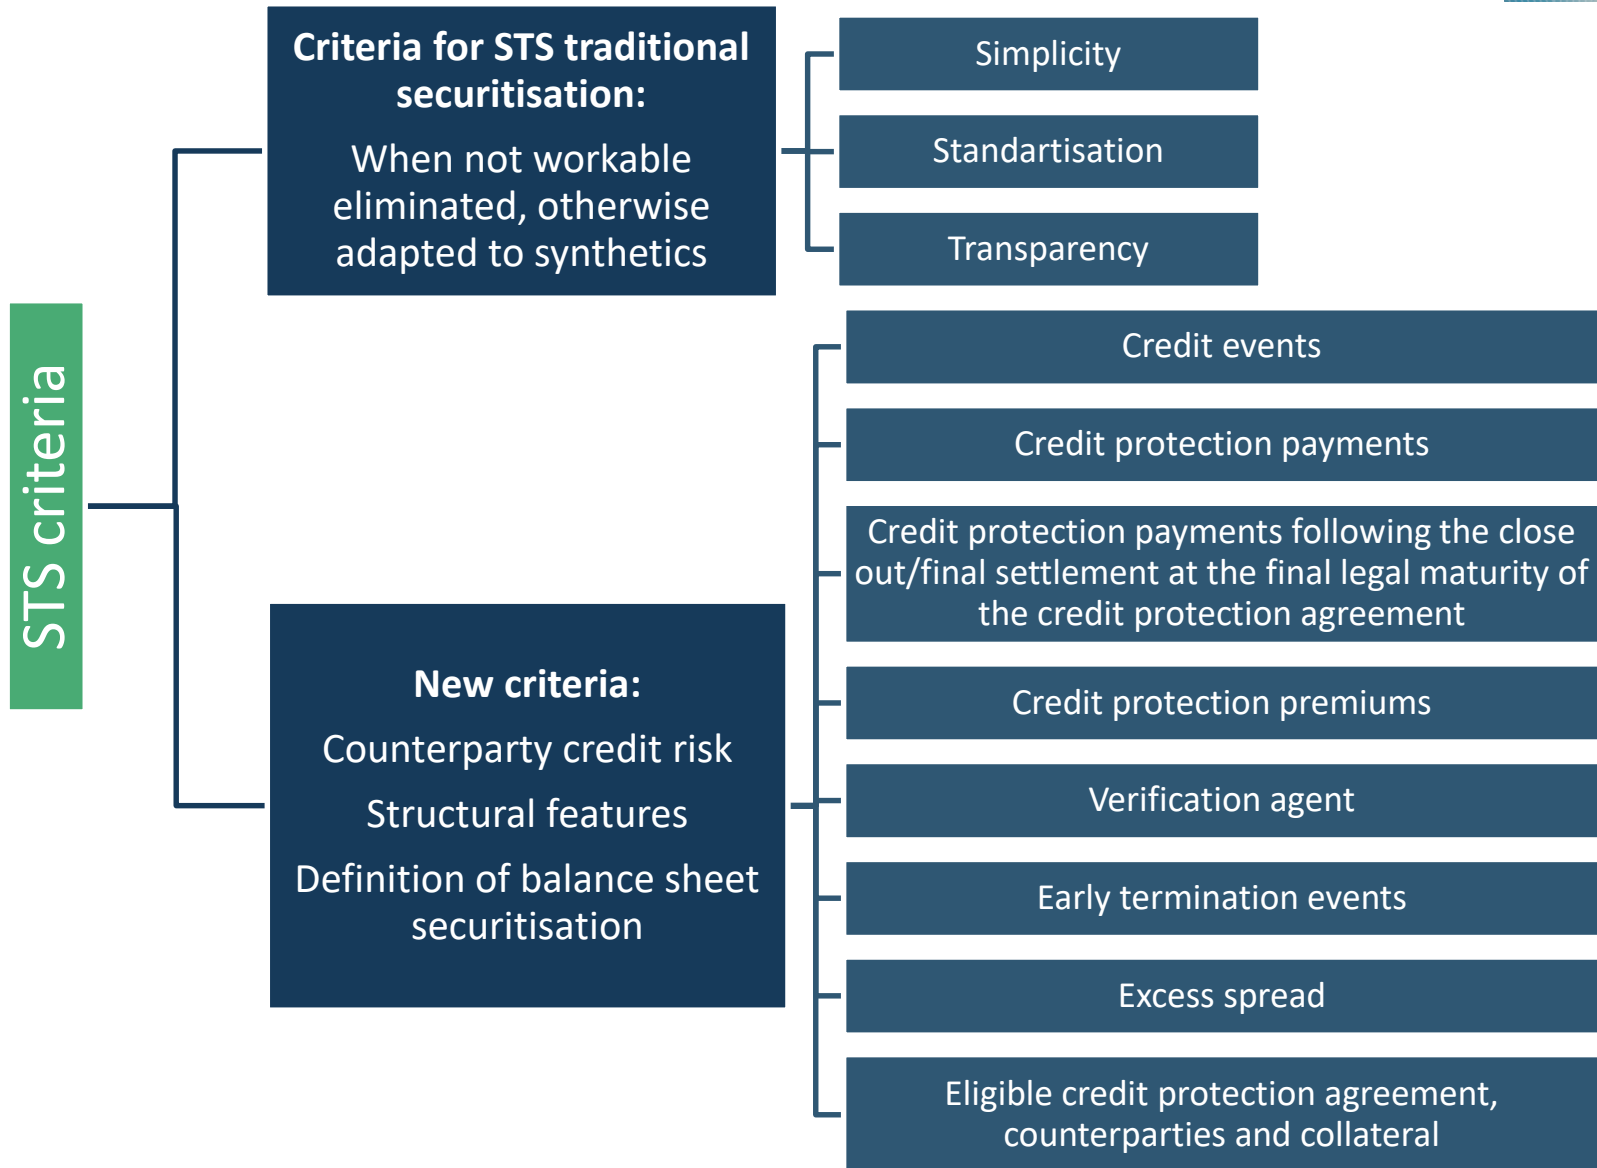 STS criteria
Criteria for STS traditional
securitisation:
When not workable
eliminated, otherwise
adapted to synthetics
Simplicity
Standartisation
Transparency
New criteria:
Counterparty credit risk
Structural features
Definition of balance sheet
securitisation
Credit events
Credit protection payments
Credit protection payments following the close
out/final settlement at the final legal maturity of
the credit protection agreement
Credit protection premiums
Verification agent
Early termination events
Excess spread
Eligible credit protection agreement,
counterparties and collateral